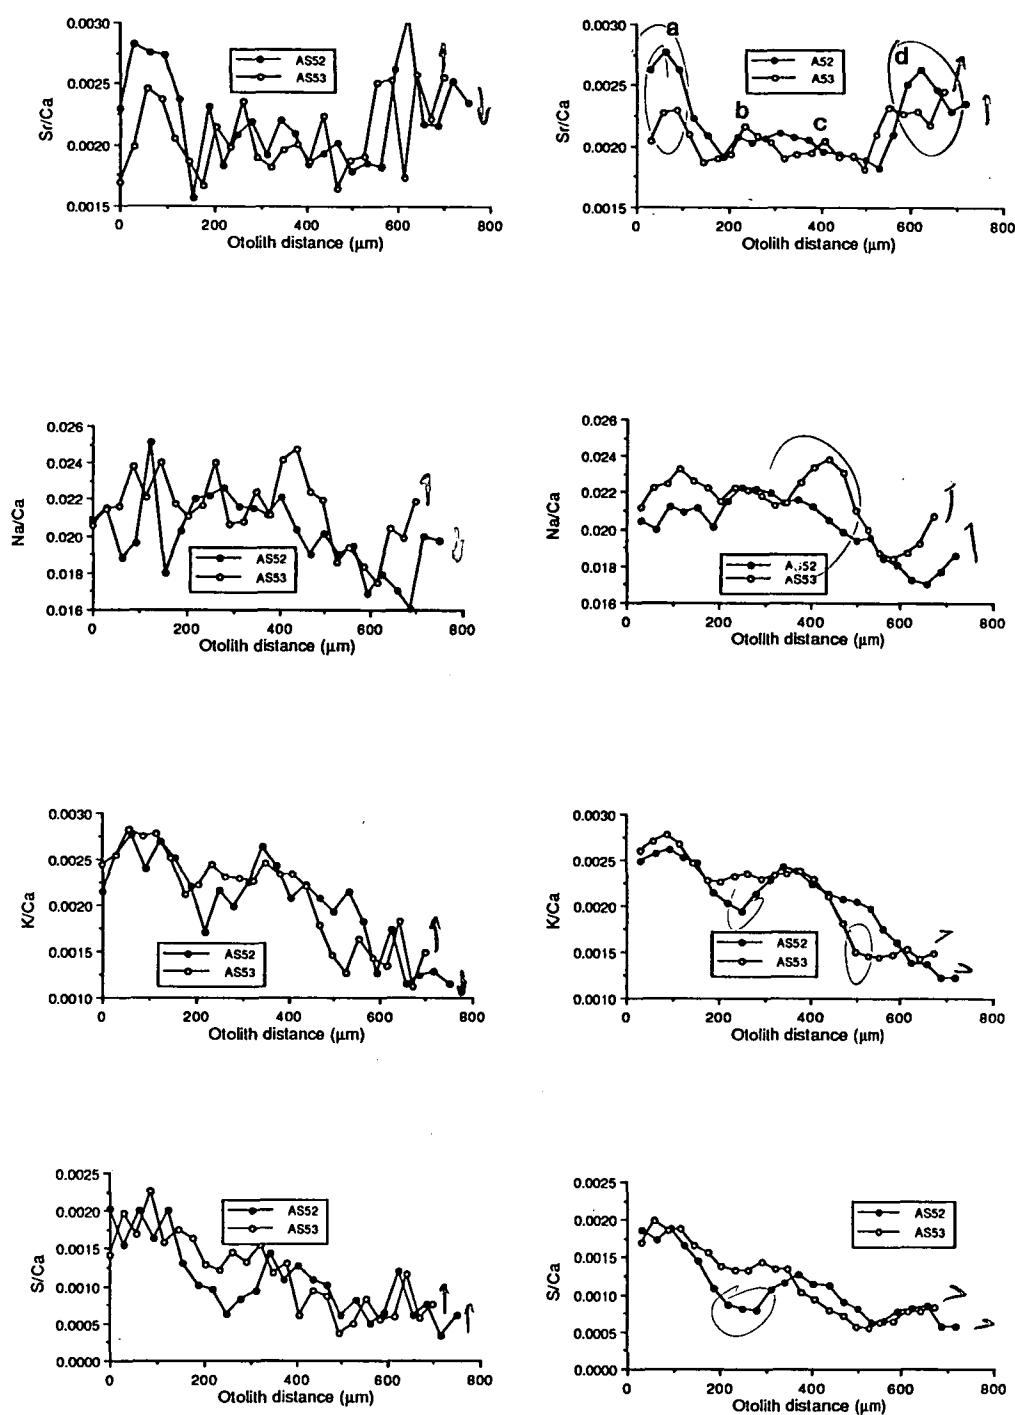 0.0030
0.0025
0.0020
0.0015
Sr/Ca
AS52
AS53
0 200 400 600 800
Otolith distance (μm)
0.0030
0.0025
0.0020
0.0015
Sr/Ca
a
b
c
d
A52
A53
0 200 400 600 800
Otolith distance (μm)
0.026
0.024
0.022
0.020
0.018
0.016
Na/Ca
AS52
AS53
0 200 400 600 800
Otolith distance (μm)
0.026
0.024
0.022
0.020
0.018
0.016
Na/Ca
AS52
AS53
0 200 400 600 800
Otolith distance (μm)
0.0030
0.0025
0.0020
0.0015
0.0010
K/Ca
AS52
AS53
0 200 400 600 800
Otolith distance (μm)
0.0030
0.0025
0.0020
0.0015
0.0010
K/Ca
AS52
AS53
0 200 400 600 800
Otolith distance (μm)
0.0025
0.0020
0.0015
0.0010
0.0005
0.0000
S/Ca
AS52
AS53
0 200 400 600 800
Otolith distance (μm)
0.0025
0.0020
0.0015
0.0010
0.0005
0.0000
S/Ca
AS52
AS53
0 200 400 600 800
Otolith distance (μm)